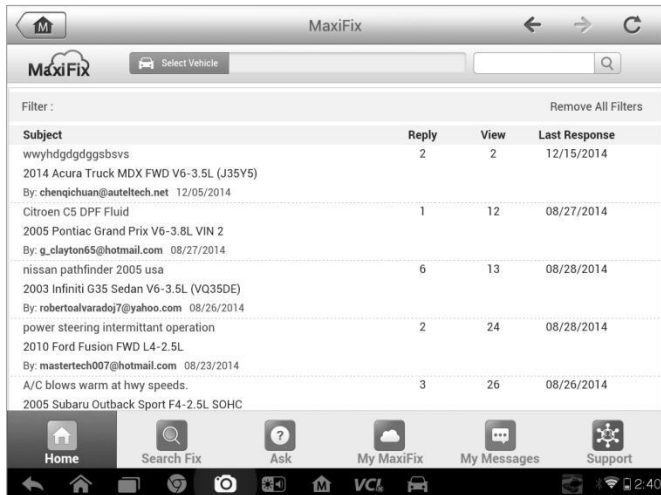 M MaxiFix
MaxiFix Select Vehicle
Filter : Remove All Filters
Subject Reply View Last Response
wwyhdgdgdggsbsvs 2 2 12/15/2014
2014 Acura Truck MDX FWD V6-3.5L (J35Y5)
By: chenqichuan@auteltech.net 12/05/2014
Citroen C5 DPF Fluid 1 12 08/27/2014
2005 Pontiac Grand Prix V6-3.8L VIN 2
By: g_clayton65@hotmail.com 08/27/2014
nissan pathfinder 2005 usa 6 13 08/28/2014
2003 Infiniti G35 Sedan V6-3.5L (VQ35DE)
By: robertoalvaradoj7@yahoo.com 08/26/2014
power steering intermittant operation 2 24 08/28/2014
2010 Ford Fusion FWD L4-2.5L
By: mastertech007@hotmail.com 08/23/2014
A/C blows warm at hwy speeds. 3 26 08/26/2014
2005 Subaru Outback Sport F4-2.5L SOHC
Home Search Fix Ask My MaxiFix My Messages Support
M VCI 2:40